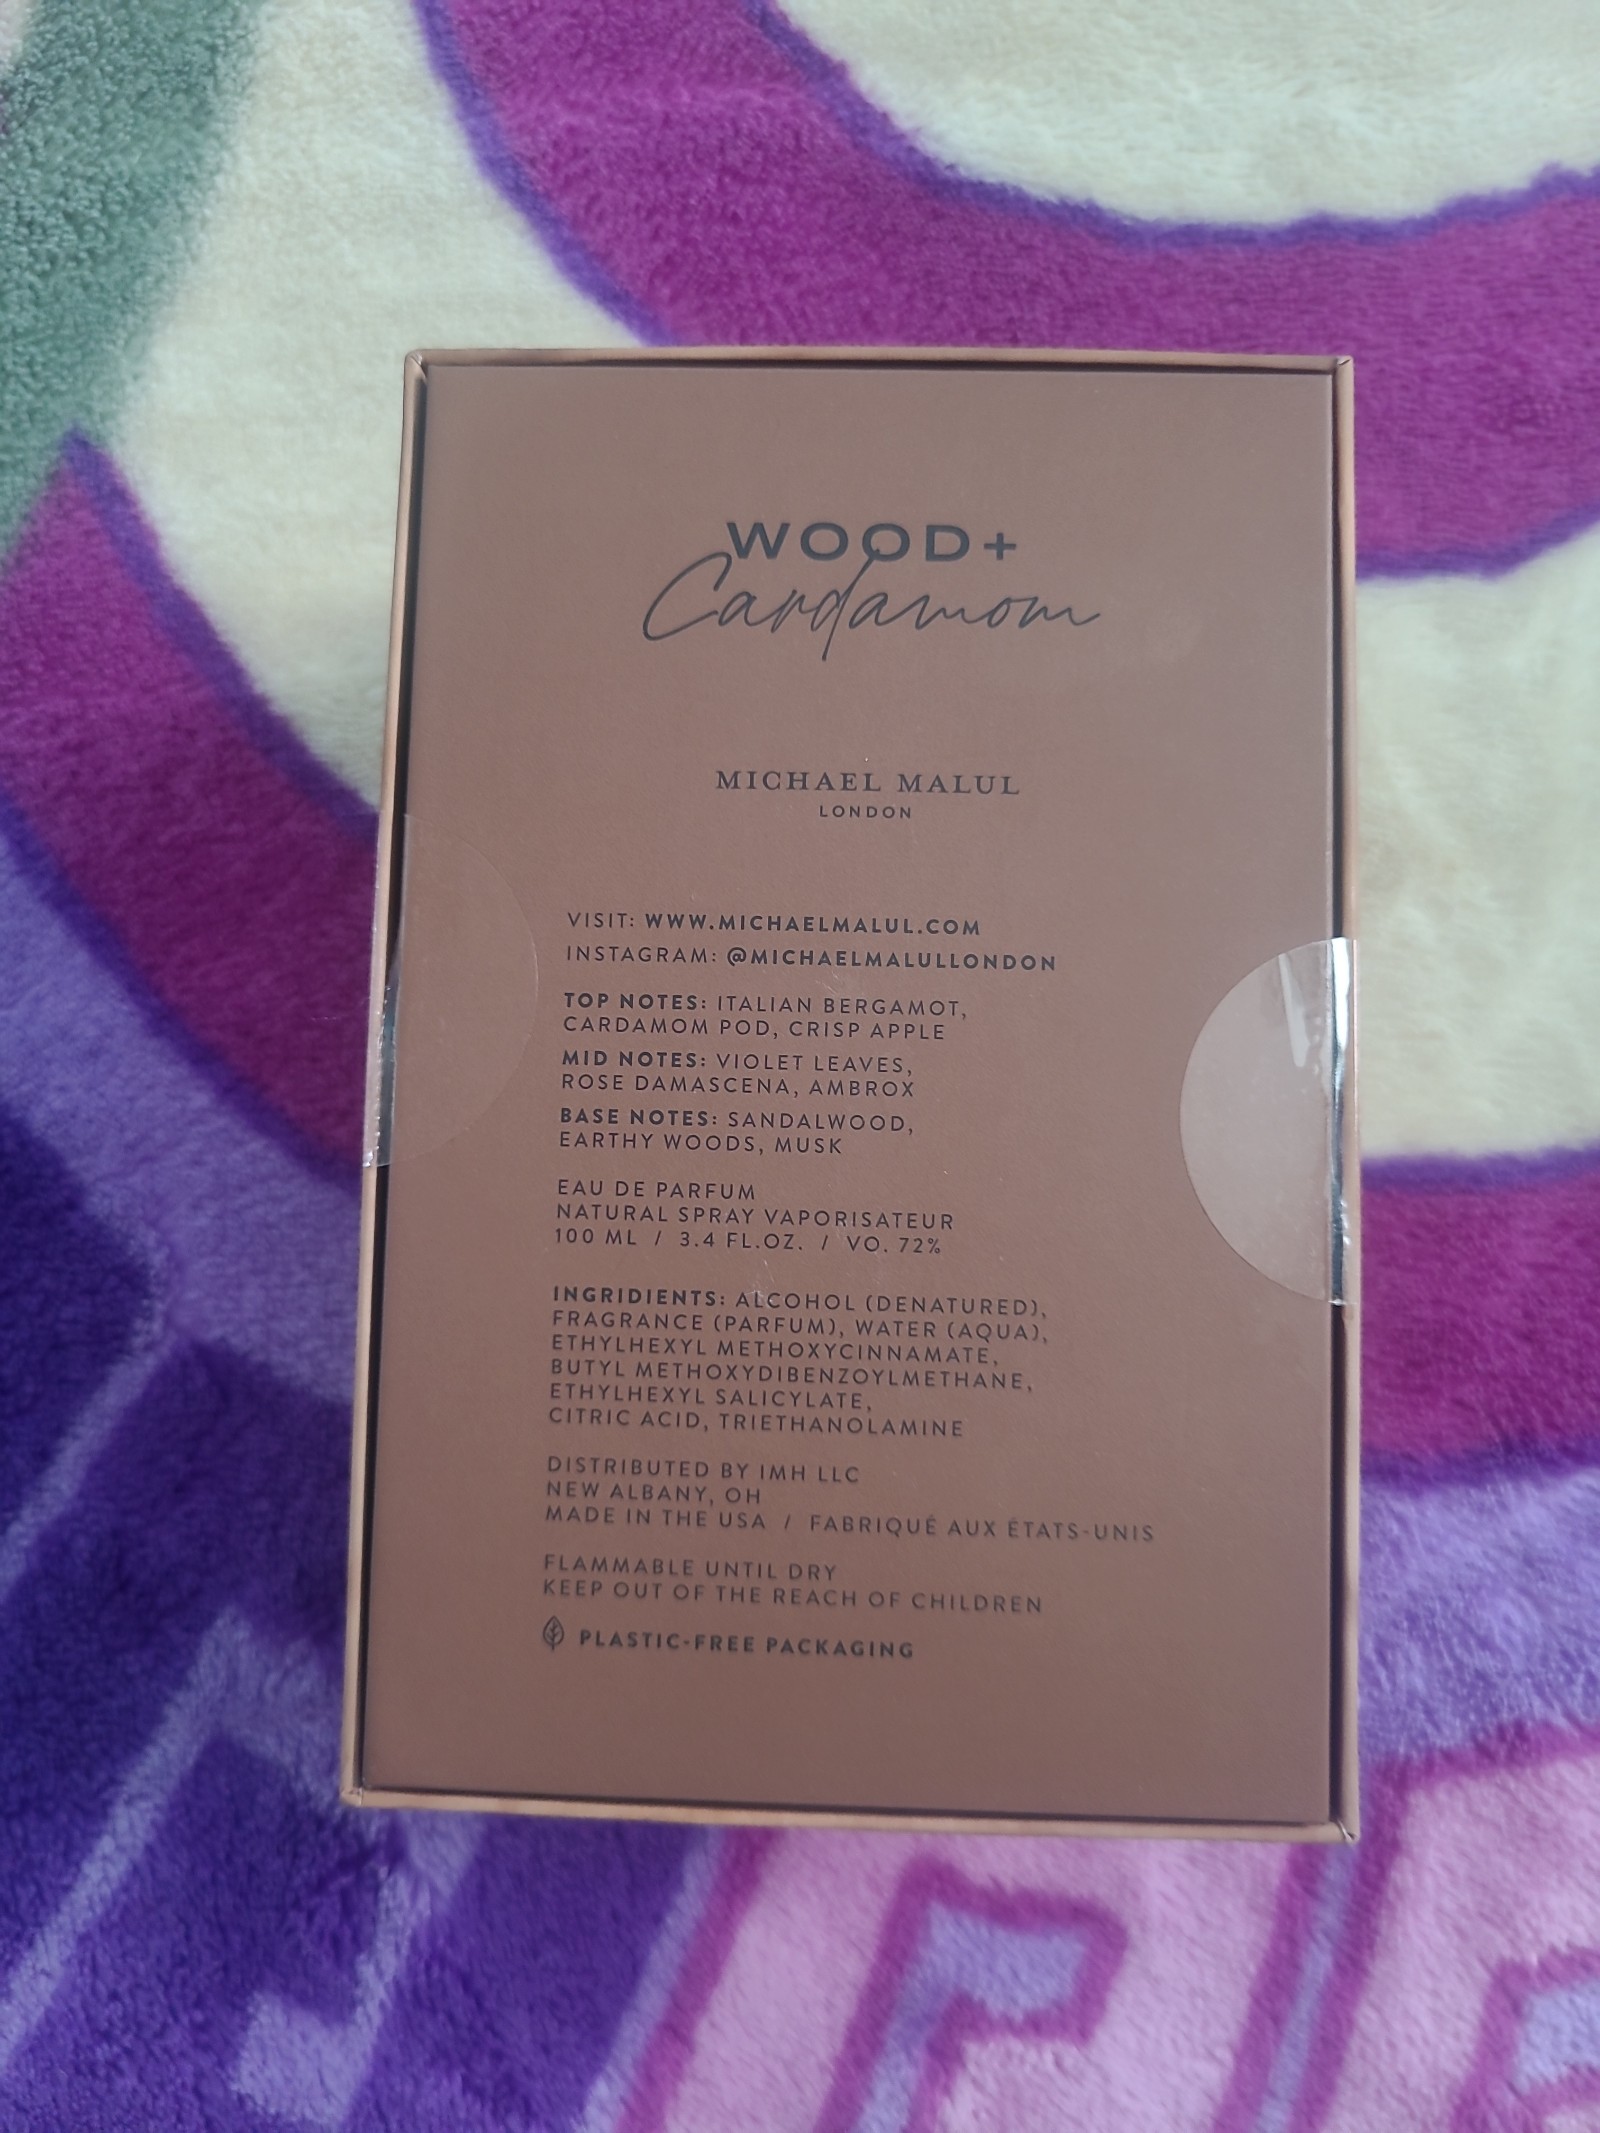 WOOD+
Cardamom
MICHAEL MALUL
LONDON
VISIT: WWW.MICHAELMALUL.COM
INSTAGRAM: @MICHAELMALULLONDON
TOP NOTES: ITALIAN BERGAMOT,
CARDAMOM POD, CRISP APPLE
MID NOTES: VIOLET LEAVES,
ROSE DAMASCENA, AMBROX
BASE NOTES: SANDALWOOD,
EARTHY WOODS, MUSK
EAU DE PARFUM
NATURAL SPRAY VAPORISATEUR
100 ML / 3.4 FL.OZ. / VO. 72%
INGRIDIENTS: ALCOHOL (DENATURED),
FRAGRANCE (PARFUM), WATER (AQUA),
ETHYLHEXYL METHOXYCINNAMATE,
BUTYL METHOXYDIBENZOYLMETHANE,
ETHYLHEXYL SALICYLATE,
CITRIC ACID, TRIETHANOLAMINE
DISTRIBUTED BY IMH LLC
NEW ALBANY, OH
MADE IN THE USA / FABRIQUÉ AUX ÉTATS-UNIS
FLAMMABLE UNTIL DRY
KEEP OUT OF THE REACH OF CHILDREN
PLASTIC-FREE PACKAGING